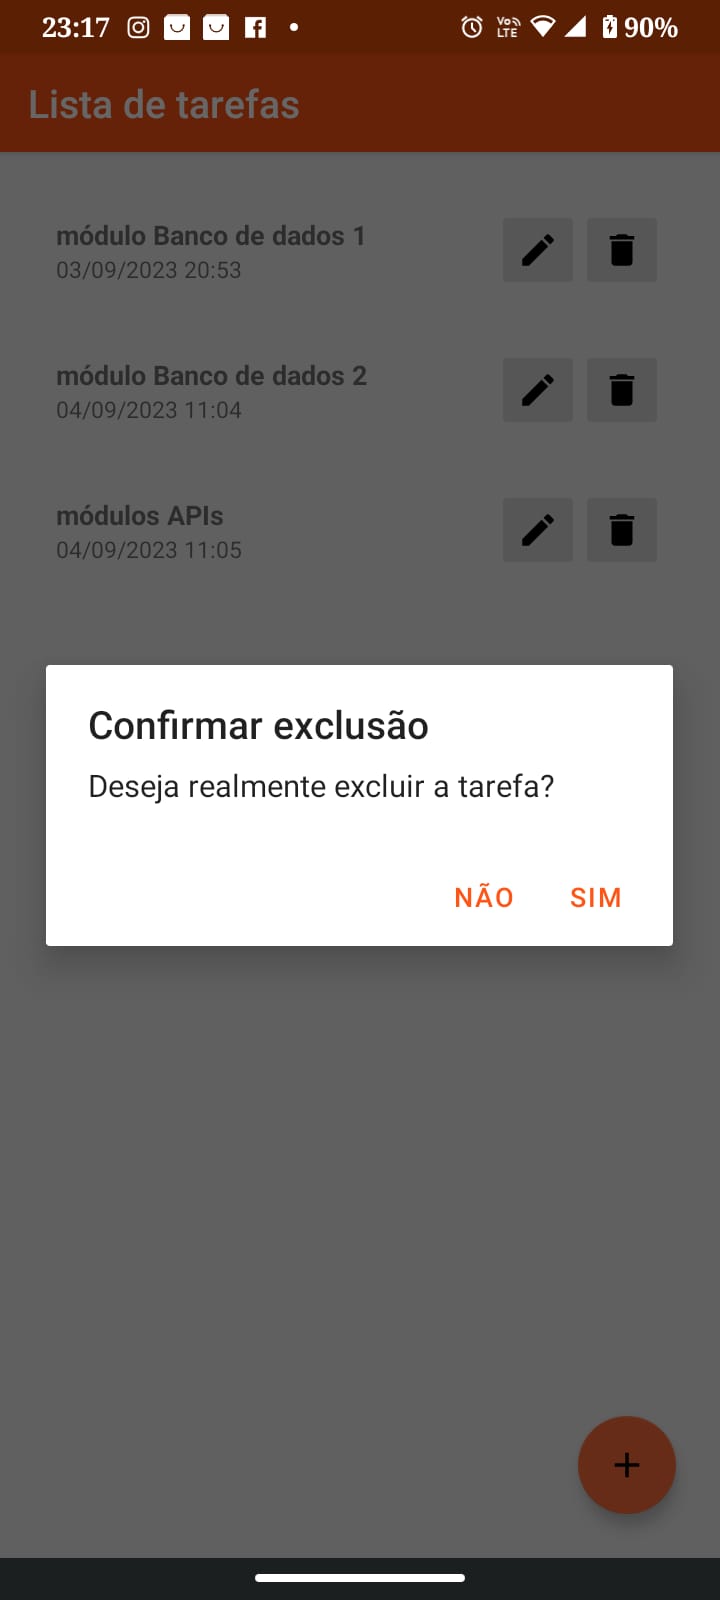 23:17
Vo LTE
90%
Lista de tarefas
módulo Banco de dados 1
03/09/2023 20:53
módulo Banco de dados 2
04/09/2023 11:04
módulos APIs
04/09/2023 11:05
Confirmar exclusão
Deseja realmente excluir a tarefa?
NÃO SIM